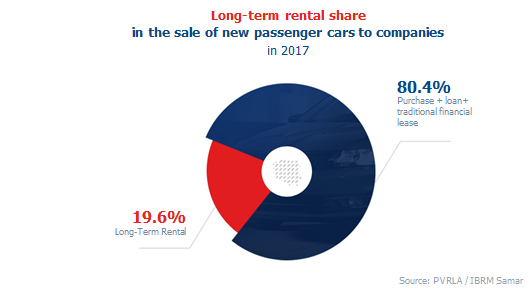 Long-term rental share
in the sale of new passenger cars to companies
in 2017
80.4%
Purchase + loan+
traditional financial
lease
19.6%
Long-Term Rental
Source: PVRLA / IBRM Samar